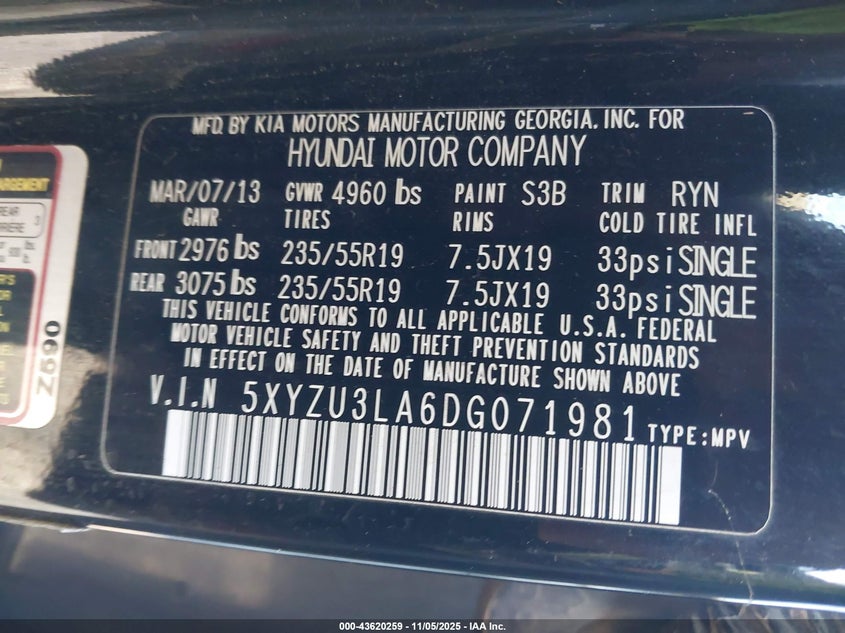 MFD. BY KIA MOTORS MANUFACTURING GEORGIA. INC. FOR
HYUNDAI MOTOR COMPANY
MAR/07/13 GVWR 4960 lbs PAINT S3B TRIM RYN
GAWR TIRES RIMS COLD TIRE INFL
FRONT 2976 lbs 235/55R19 7.5JX19 33psi SINGLE
REAR 3075 lbs 235/55R19 7.5JX19 33psi SINGLE
THIS VEHICLE CONFORMS TO ALL APPLICABLE U.S.A. FEDERAL
MOTOR VEHICLE SAFETY AND THEFT PREVENTION STANDARDS
IN EFFECT ON THE DATE OF MANUFACTURE SHOWN ABOVE
V.I.N 5XYZU3LA6DG071981 TYPE:MPV
2Z690
000-43620259 - 11/05/2025 - IAA Inc.